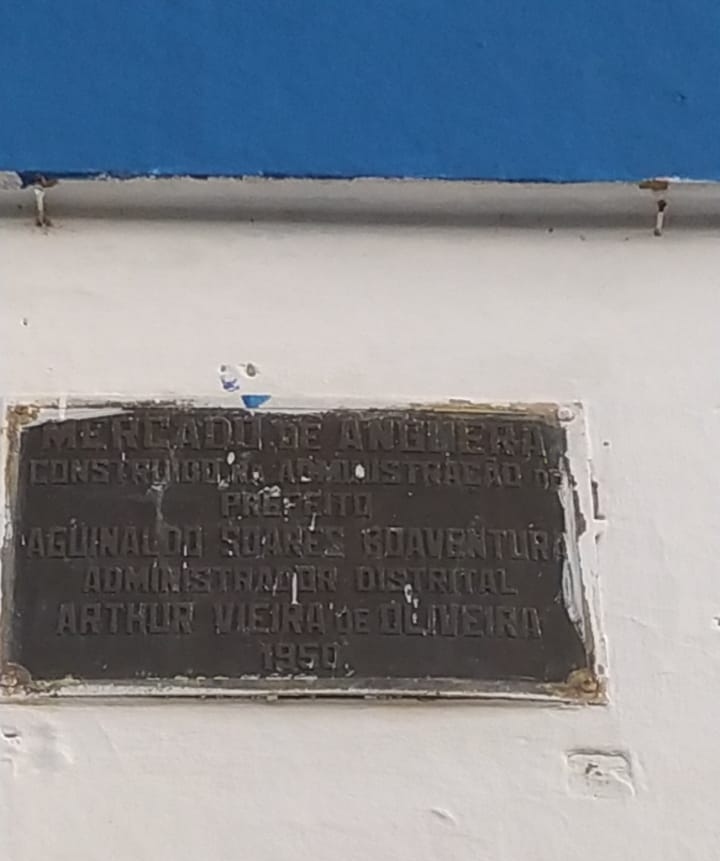 MERCADO DE ANGUERA
CONSTRUIDO NA ADMINISTRAÇÃO DO
PREFEITO
AGUINALDO SOARES BOAVENTURA
ADMINISTRADOR DISTRITAL
ARTHUR VIEIRA DE OLIVEIRA
1950